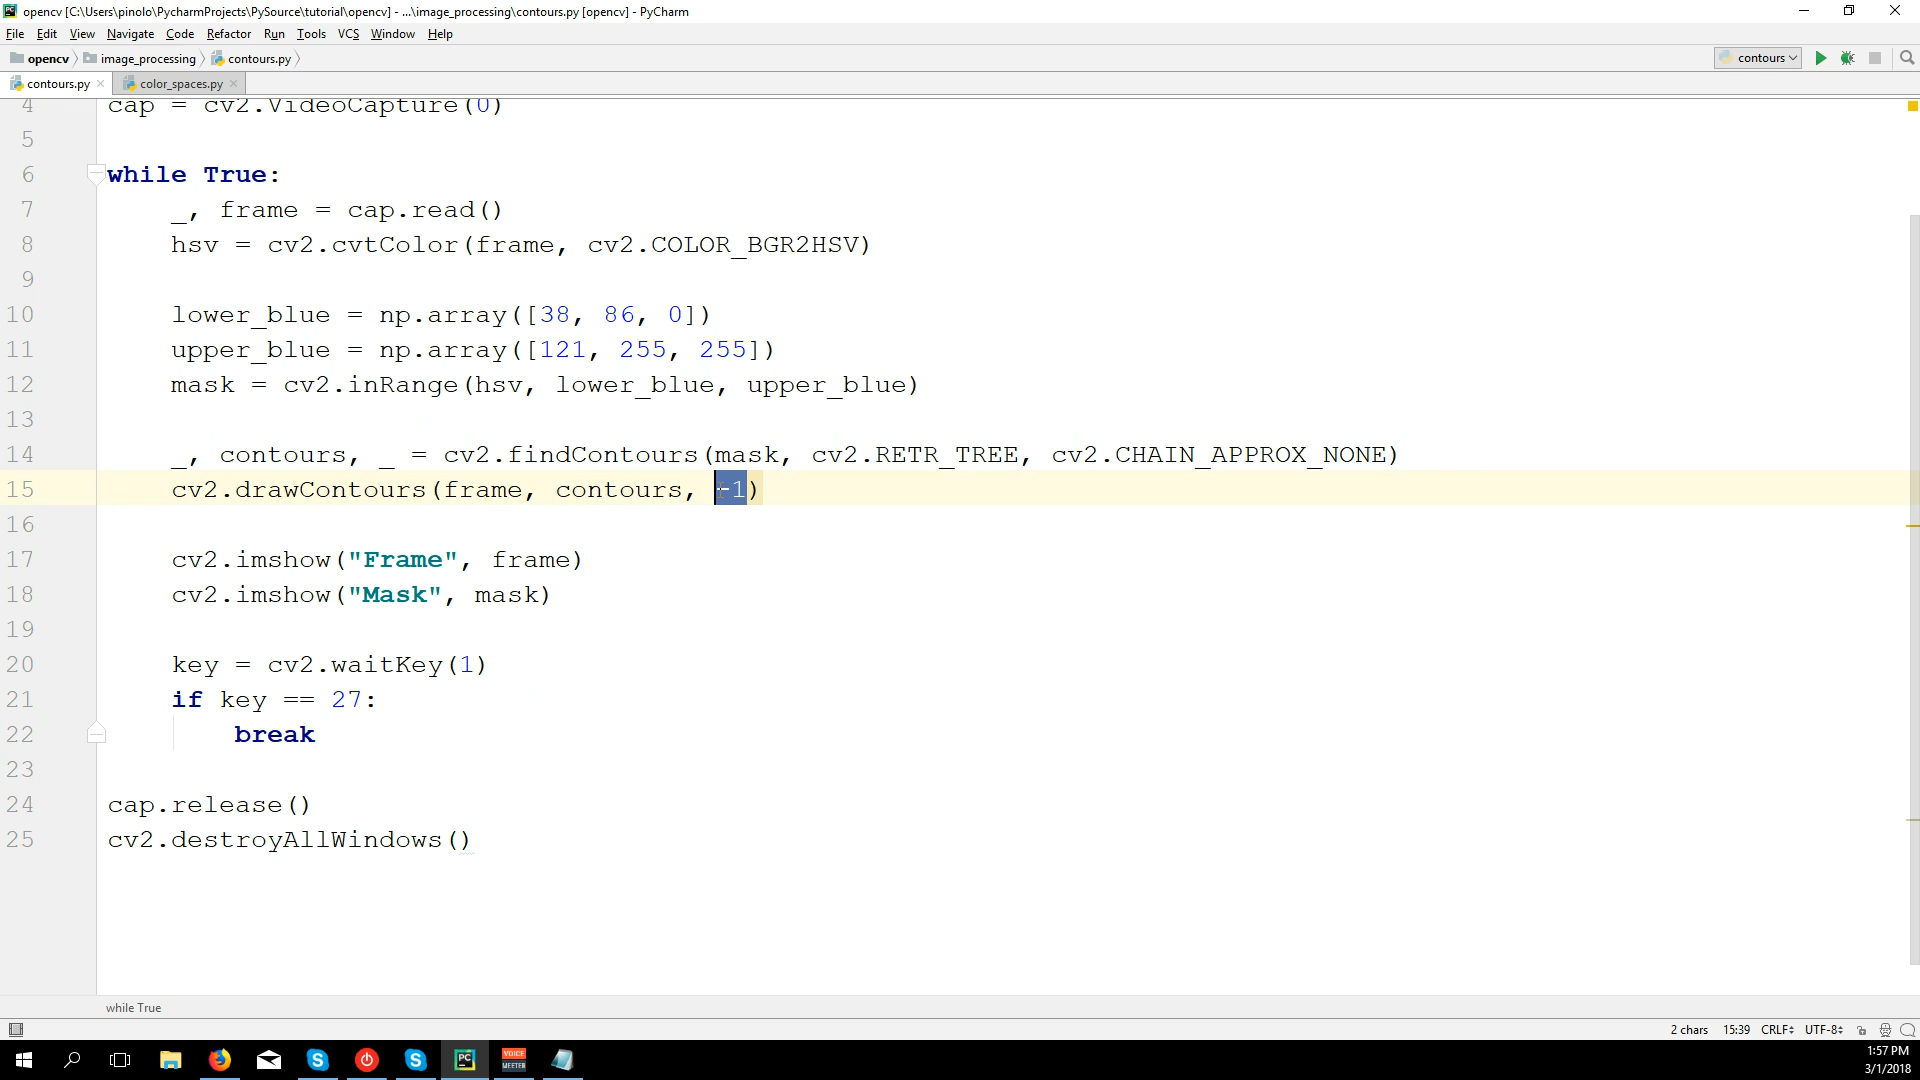 opencv [C:\Users\pinolo\PycharmProjects\PySource\tutorial\opencv] - ...\image_processing\contours.py [opencv] - PyCharm
File Edit View Navigate Code Refactor Run Tools VCS Window Help
opencv image_processing contours.py contours
contours.py color_spaces.py
4 cap = cv2.VideoCapture(0)
5
6 while True:
7 _, frame = cap.read()
8 hsv = cv2.cvtColor(frame, cv2.COLOR_BGR2HSV)
9
10 lower_blue = np.array([38, 86, 0])
11 upper_blue = np.array([121, 255, 255])
12 mask = cv2.inRange(hsv, lower_blue, upper_blue)
13
14 _, contours, _ = cv2.findContours(mask, cv2.RETR_TREE, cv2.CHAIN_APPROX_NONE)
15 cv2.drawContours(frame, contours, -1)
16
17 cv2.imshow("Frame", frame)
18 cv2.imshow("Mask", mask)
19
20 key = cv2.waitKey(1)
21 if key == 27:
22 break
23
24 cap.release()
25 cv2.destroyAllWindows()
while True
2 chars 15:39 CRLF UTF-8
PC VOICE MEETER
1:57 PM
3/1/2018